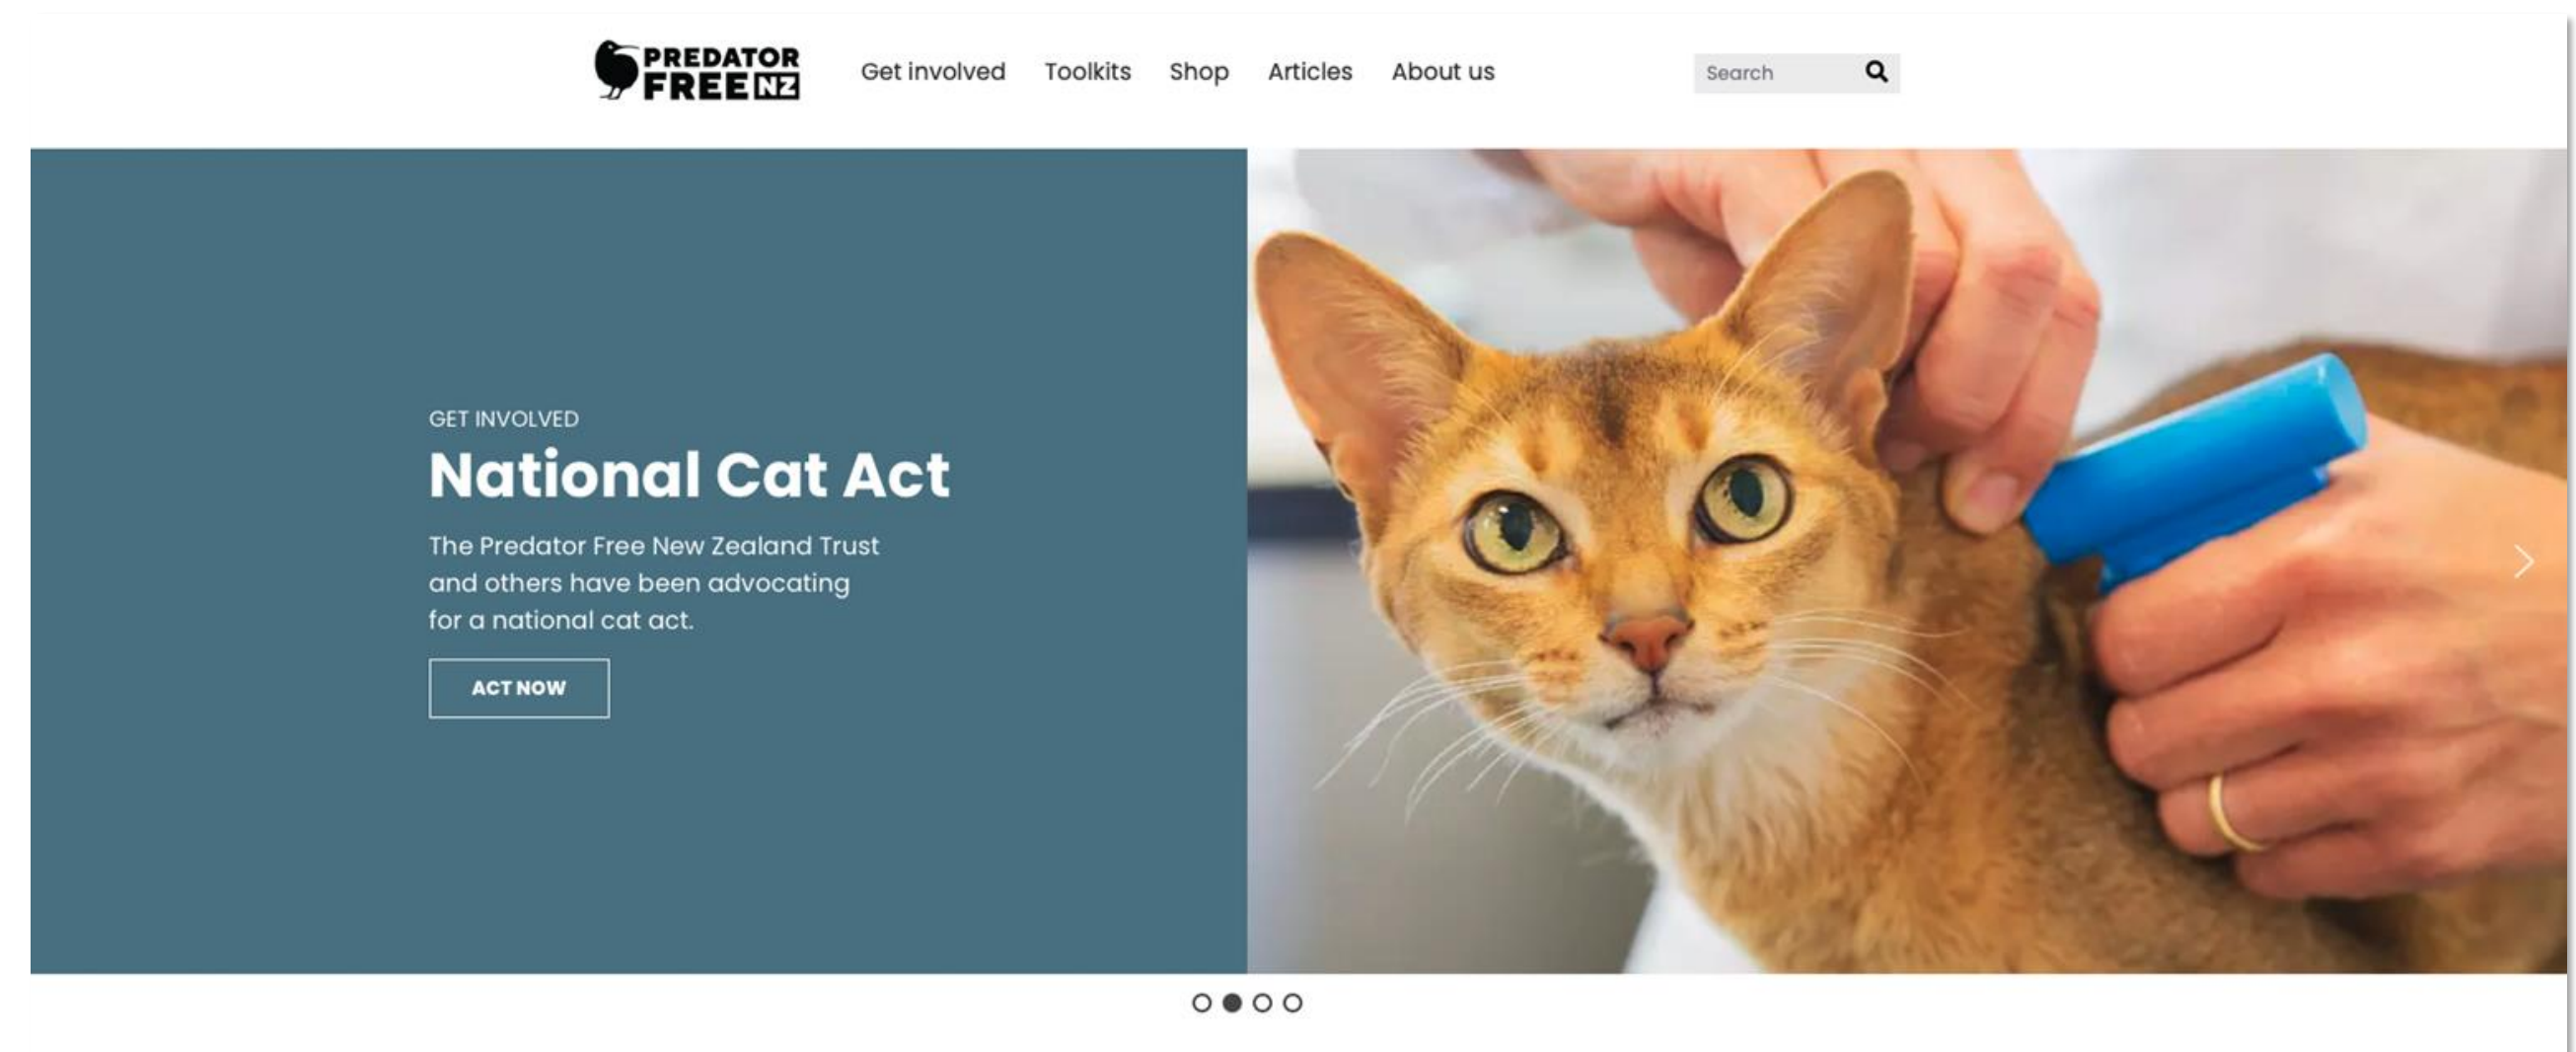 PREDATOR
FREE NZ
Get involved
Toolkits
Shop
Articles
About us
Search
GET INVOLVED
National Cat Act
The Predator Free New Zealand Trust
and others have been advocating
for a national cat act.
ACT NOW